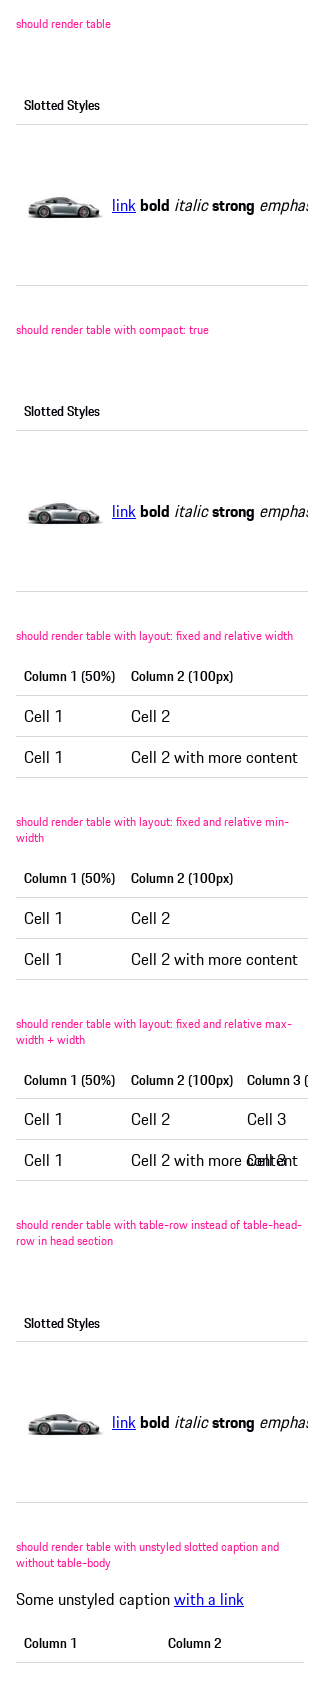 should render table
Slotted Styles
link bold italic strong emphas
should render table with compact: true
Slotted Styles
link bold italic strong emphas
should render table with layout: fixed and relative width
Column 1 (50%) Column 2 (100px)
Cell 1 Cell 2
Cell 1 Cell 2 with more content
should render table with layout: fixed and relative min-
width
Column 1 (50%) Column 2 (100px)
Cell 1 Cell 2
Cell 1 Cell 2 with more content
should render table with layout: fixed and relative max-
width + width
Column 1 (50%) Column 2 (100px) Column 3 (
Cell 1 Cell 2 Cell 3
Cell 1 Cell 2 with more content Cell 3
should render table with table-row instead of table-head-
row in head section
Slotted Styles
link bold italic strong emphas
should render table with unstyled slotted caption and
without table-body
Some unstyled caption with a link
Column 1 Column 2